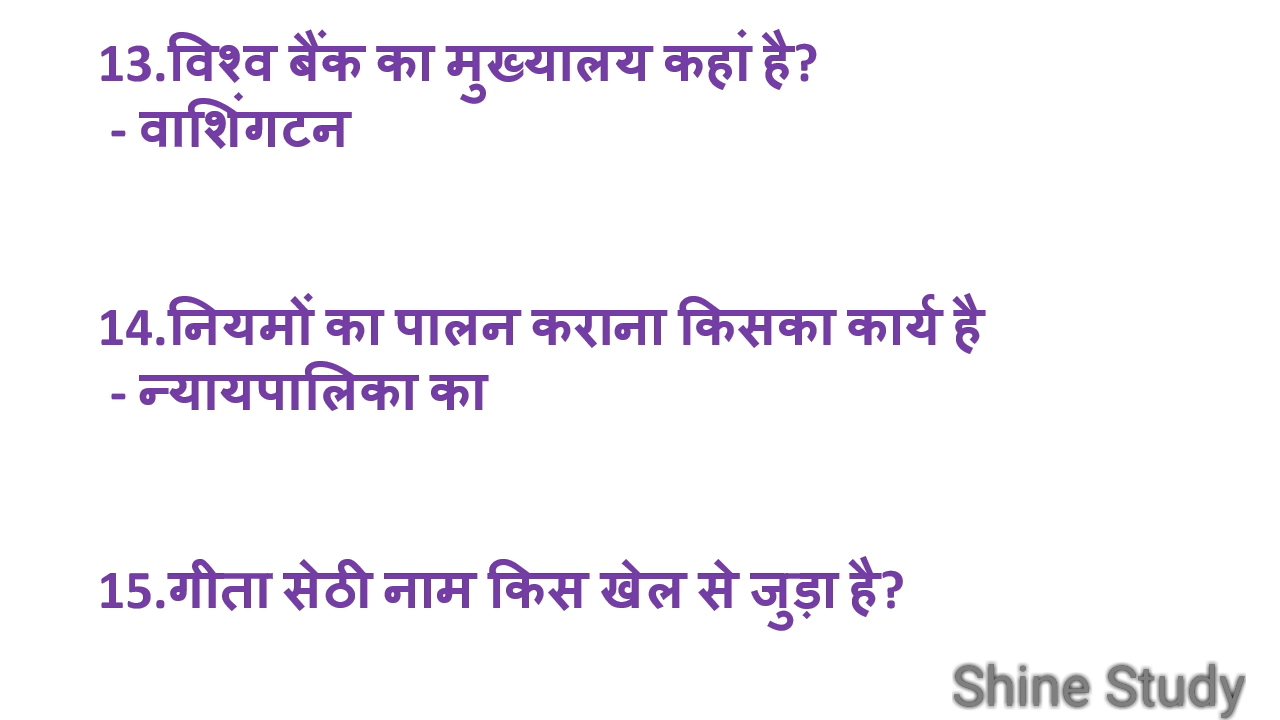 13.विश्व बैंक का मुख्यालय कहां है?
- वाशिंगटन
14.नियमों का पालन कराना किसका कार्य है
- न्यायपालिका का
15.गीता सेठी नाम किस खेल से जुड़ा है?
Shine Study